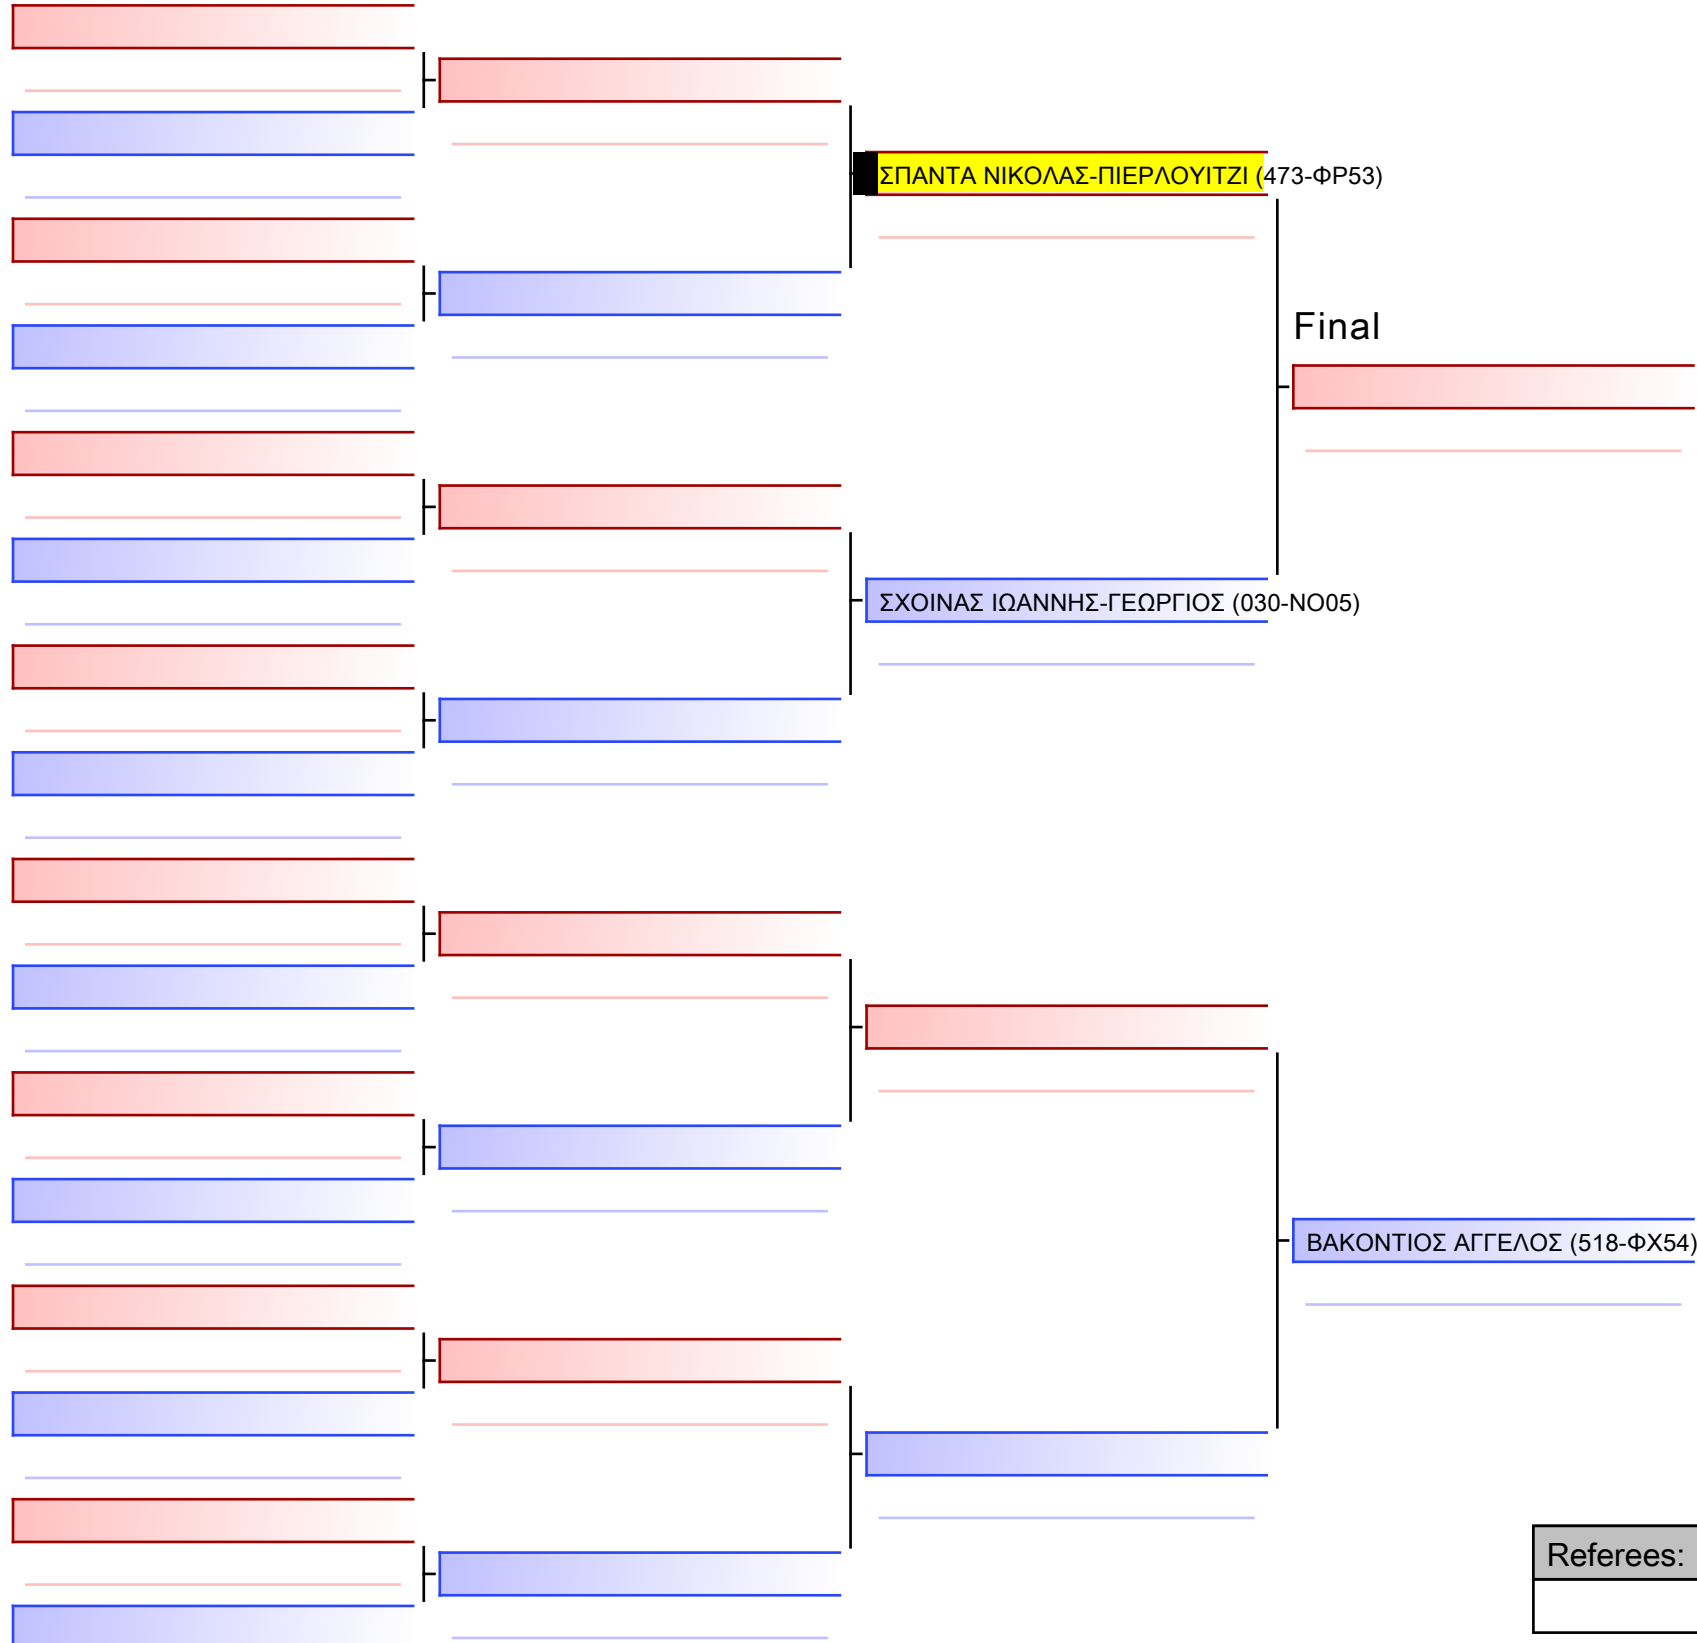 ΣΠΑΝΤΑ ΝΙΚΟΛΑΣ-ΠΙΕΡΛΟΥΙΤΖΙ (473-ΦΡ53)
Final
ΣΧΟΙΝΑΣ ΙΩΑΝΝΗΣ-ΓΕΩΡΓΙΟΣ (030-ΝΟ05)
ΒΑΚΟΝΤΙΟΣ ΑΓΓΕΛΟΣ (518-ΦΧ54)
Referees: